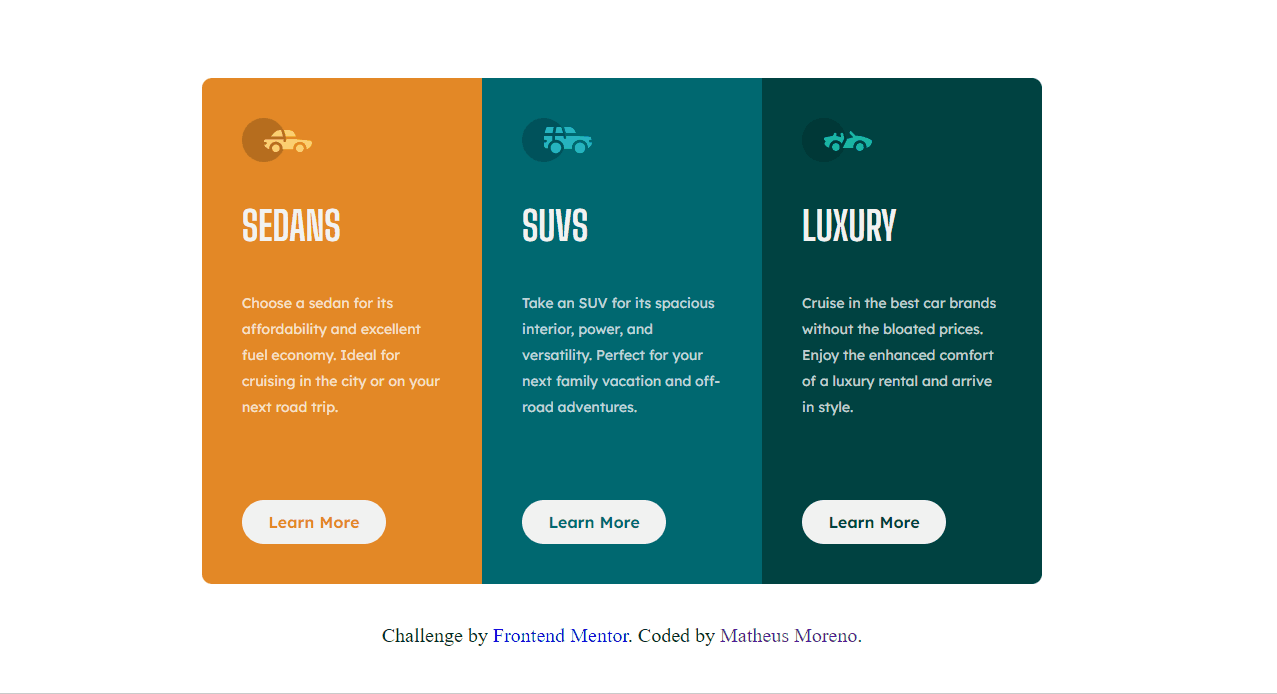 SEDANS
Choose a sedan for its
affordability and excellent
fuel economy. Ideal for
cruising in the city or on your
next road trip.
Learn More
SUVS
Take an SUV for its spacious
interior, power, and
versatility. Perfect for your
next family vacation and off-
road adventures.
Learn More
LUXURY
Cruise in the best car brands
without the bloated prices.
Enjoy the enhanced comfort
of a luxury rental and arrive
in style.
Learn More
Challenge by Frontend Mentor. Coded by Matheus Moreno.